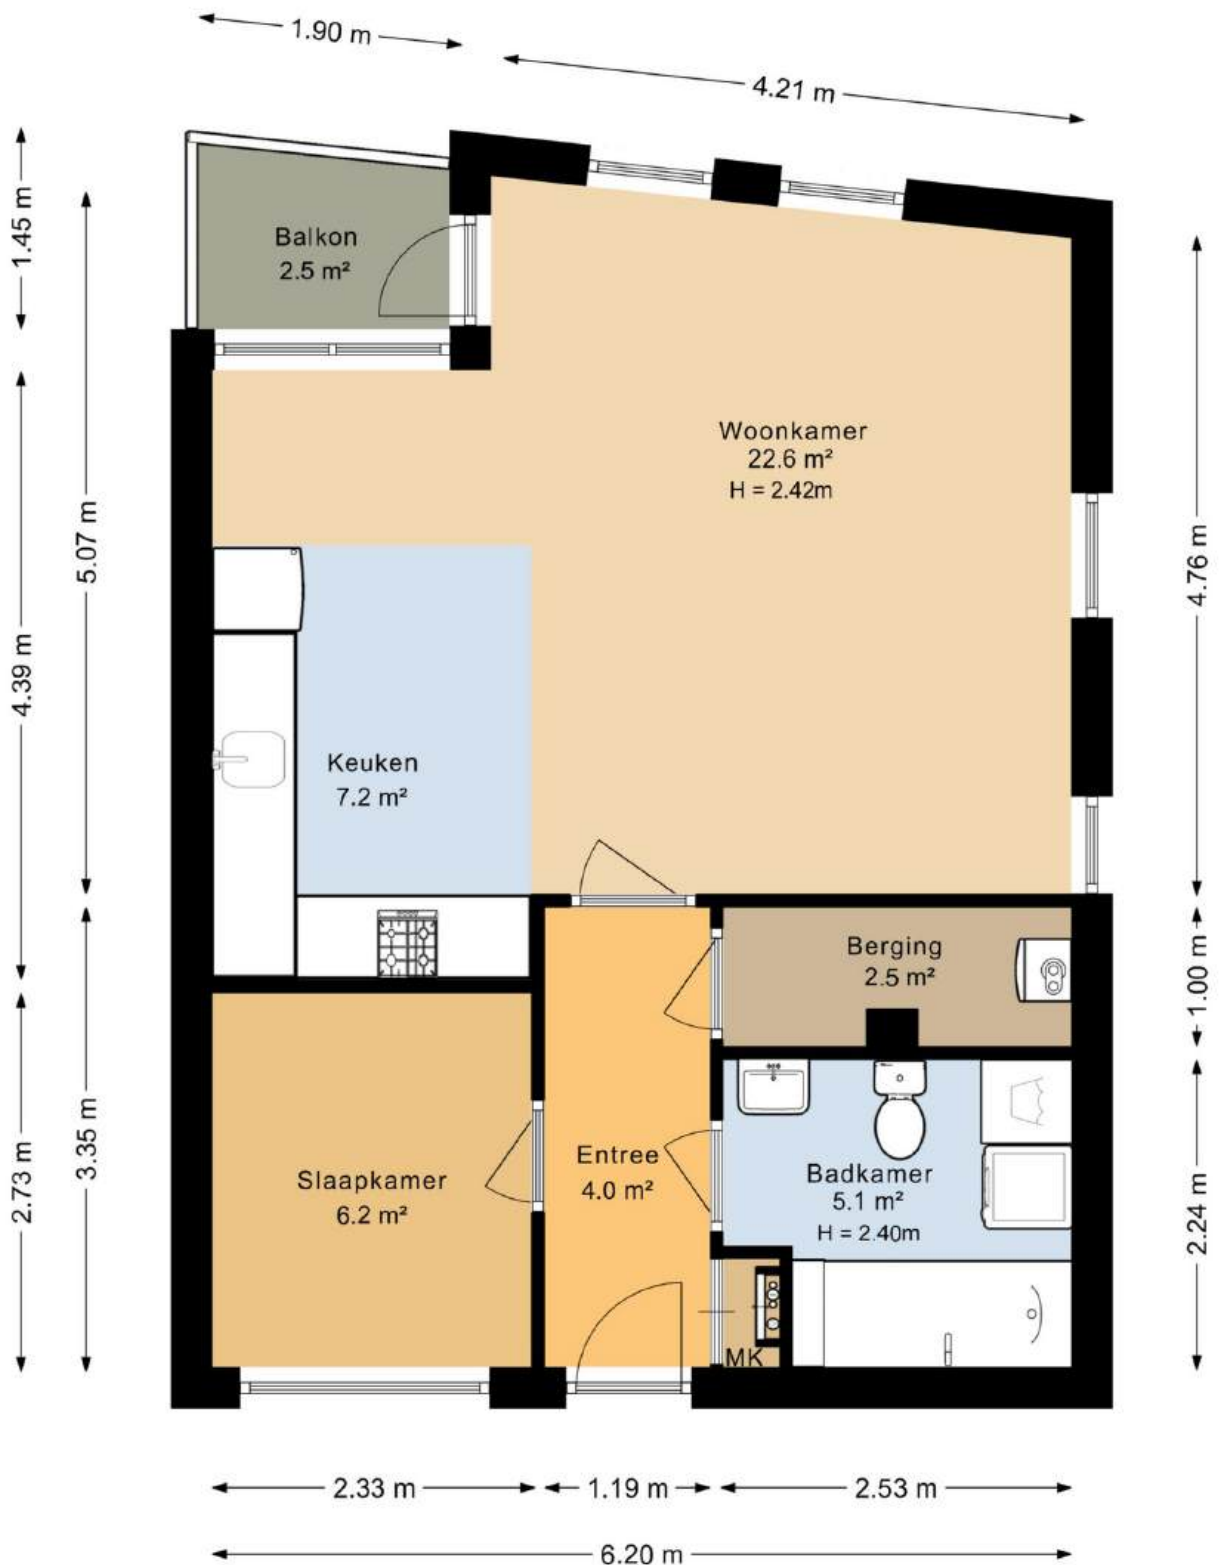 1.90 m
4.21 m
1.45 m
Balkon
2.5 m²
Woonkamer
22.6 m²
H = 2.42m
5.07 m
4.76 m
4.39 m
Keuken
7.2 m²
Berging
2.5 m²
1.00 m
3.35 m
2.73 m
Slaapkamer
6.2 m²
Entree
4.0 m²
Badkamer
5.1 m²
H = 2.40m
2.24 m
MK
2.33 m
1.19 m
2.53 m
6.20 m